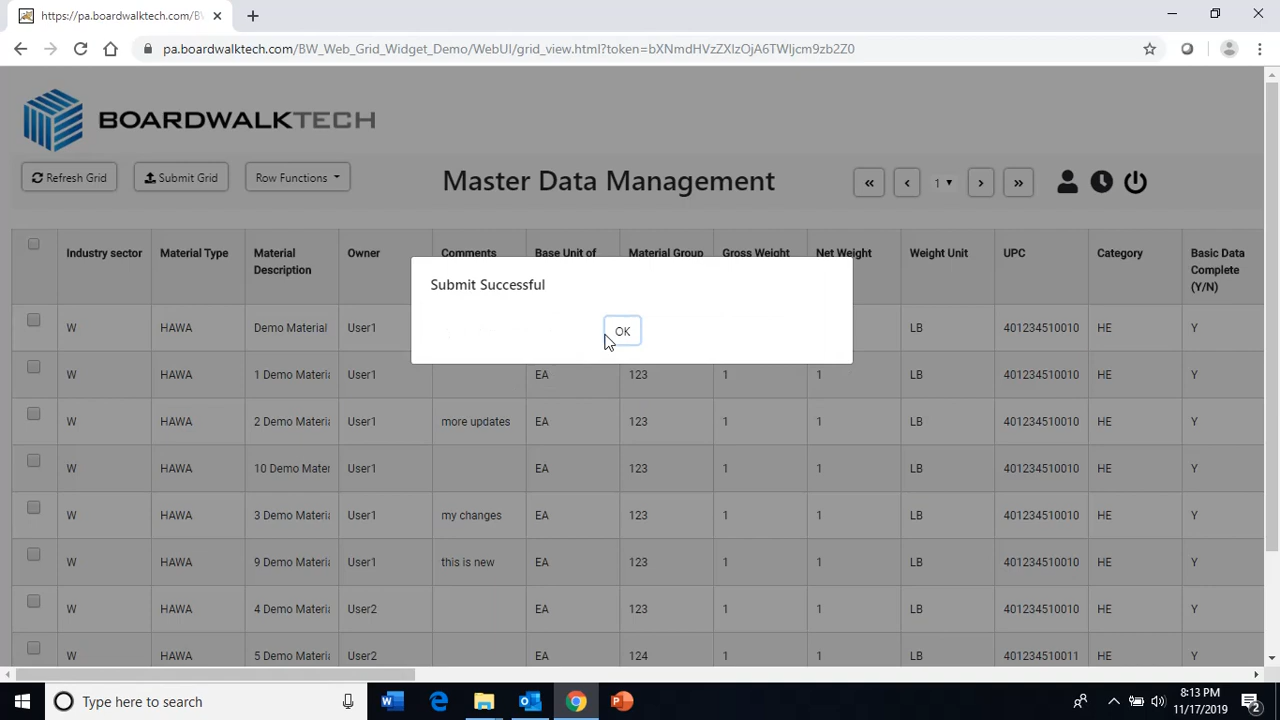 https://pa.boardwalktech.com/BW
pa.boardwalktech.com/BW_Web_Grid_Widget_Demo/WebUI/grid_view.html?token=bXNmdHVzZXIzOjA6TWljcm9zb2Z0
BOARDWALKTECH
Refresh Grid Submit Grid Row Functions Master Data Management « ‹ 1 › »
Industry sector Material Type Material Description Owner Comments Base Unit of Material Group Gross Weight Net Weight Weight Unit UPC Category Basic Data Complete (Y/N)
Submit Successful
OK
W HAWA Demo Material User1 LB 401234510010 HE Y
W HAWA 1 Demo Materi User1 EA 123 1 1 LB 401234510010 HE Y
W HAWA 2 Demo Materi User1 more updates EA 123 1 1 LB 401234510010 HE Y
W HAWA 10 Demo Mater User1 EA 123 1 1 LB 401234510010 HE Y
W HAWA 3 Demo Materi User1 my changes EA 123 1 1 LB 401234510010 HE Y
W HAWA 9 Demo Materi User1 this is new EA 123 1 1 LB 401234510010 HE Y
W HAWA 4 Demo Materi User2 EA 123 1 1 LB 401234510010 HE Y
W HAWA 5 Demo Materi User2 EA 124 1 1 LB 401234510011 HE Y
Type here to search
8:13 PM
11/17/2019
2